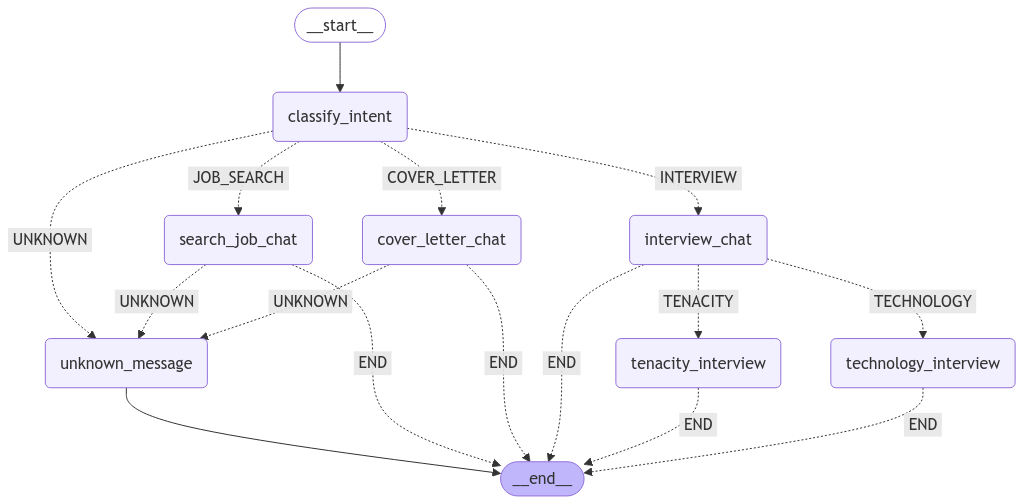 __start__
classify_intent
JOB_SEARCH
COVER_LETTER
INTERVIEW
UNKNOWN
search_job_chat
cover_letter_chat
interview_chat
UNKNOWN
UNKNOWN
TENACITY
TECHNOLOGY
unknown_message
END
END
END
tenacity_interview
technology_interview
END
END
__end__